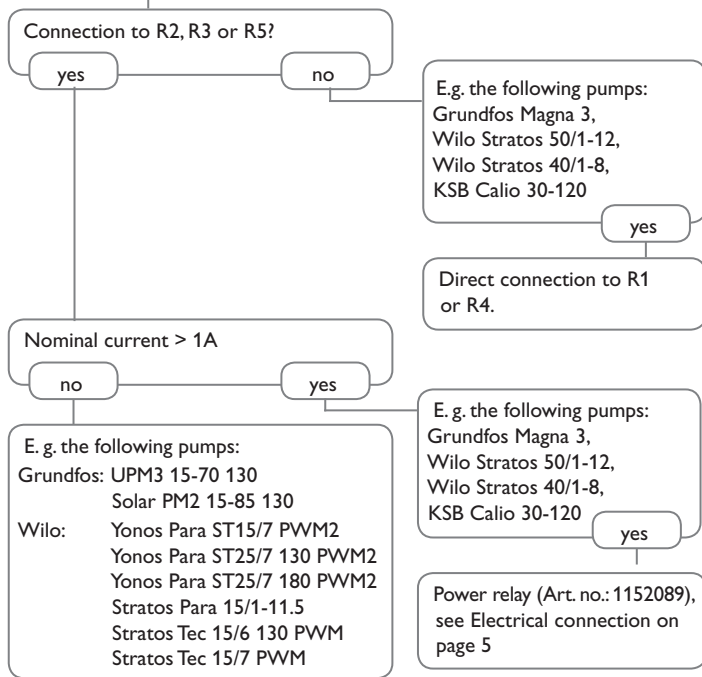 Connection to R2, R3 or R5?
yes
no
E.g. the following pumps:
Grundfos Magna 3,
Wilo Stratos 50/1-12,
Wilo Stratos 40/1-8,
KSB Calio 30-120
yes
Direct connection to R1
or R4.
Nominal current > 1A
no
yes
E. g. the following pumps:
Grundfos: UPM3 15-70 130
Solar PM2 15-85 130
Wilo: Yonos Para ST15/7 PWM2
Yonos Para ST25/7 130 PWM2
Yonos Para ST25/7 180 PWM2
Stratos Para 15/1-11.5
Stratos Tec 15/6 130 PWM
Stratos Tec 15/7 PWM
E. g. the following pumps:
Grundfos Magna 3,
Wilo Stratos 50/1-12,
Wilo Stratos 40/1-8,
KSB Calio 30-120
yes
Power relay (Art. no.: 1152089),
see Electrical connection on
page 5